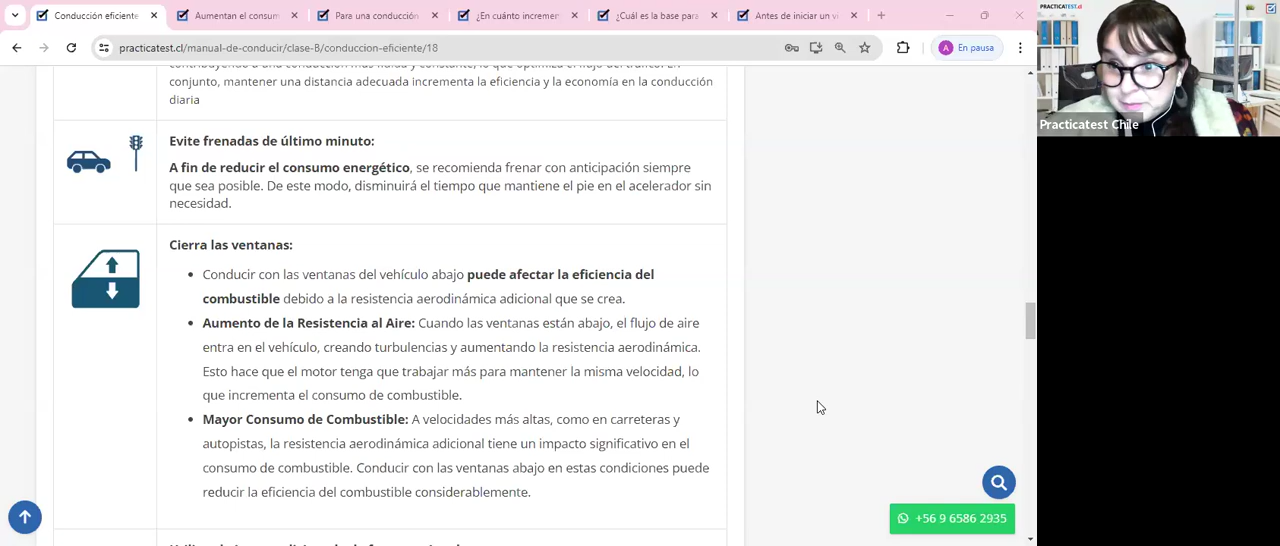 Conducción eficiente
Aumentan el consum
Para una conducción
¿En cuánto incremen
¿Cuál es la base para
Antes de iniciar un vi
practicatest.cl/manual-de-conducir/clase-B/conduccion-eficiente/18
A
En pausa
PRACTICATEST.cl
Practicatest Chile
conjunto, mantener una distancia adecuada incrementa la eficiencia y la economía en la conducción
diaria
Evite frenadas de último minuto:
A fin de reducir el consumo energético, se recomienda frenar con anticipación siempre
que sea posible. De este modo, disminuirá el tiempo que mantiene el pie en el acelerador sin
necesidad.
Cierra las ventanas:
Conducir con las ventanas del vehículo abajo puede afectar la eficiencia del
combustible debido a la resistencia aerodinámica adicional que se crea.
Aumento de la Resistencia al Aire: Cuando las ventanas están abajo, el flujo de aire
entra en el vehículo, creando turbulencias y aumentando la resistencia aerodinámica.
Esto hace que el motor tenga que trabajar más para mantener la misma velocidad, lo
que incrementa el consumo de combustible.
Mayor Consumo de Combustible: A velocidades más altas, como en carreteras y
autopistas, la resistencia aerodinámica adicional tiene un impacto significativo en el
consumo de combustible. Conducir con las ventanas abajo en estas condiciones puede
reducir la eficiencia del combustible considerablemente.
+56 9 6586 2935